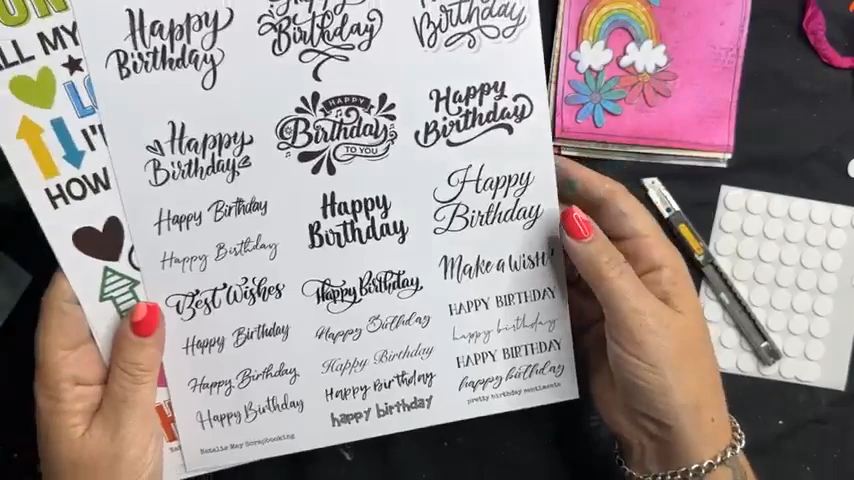 ALL MY
I'
HOW
Happy
Birthday
Birthday
Birthday
Happy
Birthday
HAPPY
Birthday
TO YOU
Happy
Birthday
Happy Birthday
Happy
Birthday
Happy
Birthday
Happy Birthday
Best Wishes
Happy Birthday
Make a Wish!
Happy Birthday
Happy Birthday
HAPPY BIRTHDAY
happy birthday
Happy Birthday
Happy Birthday
HAPPY BIRTHDAY
Happy Birthday
Happy Birthday
happy birthday
happy birthday
Natalie May Scrapbooking
pretty birthday sentiments